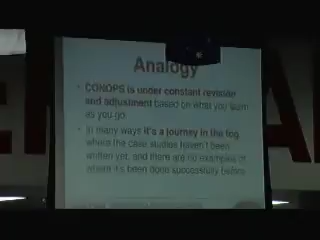 Analogy
• CONOPS is under constant revision
and adjustment based on what you learn
as you go
• In many ways it's a journey in the fog
where the case studies haven't been
written yet, and there are no examples of
where it's been done successfully before